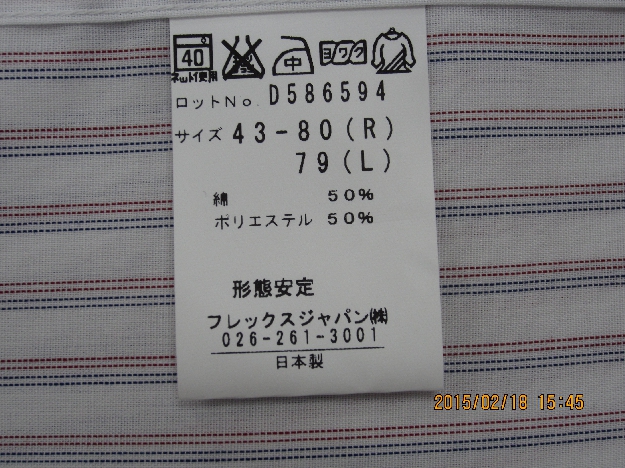 40
ネット使用
中
ヨワク
ロットNo. D586594
サイズ 43-80(R)
79(L)
綿 50%
ポリエステル 50%
形態安定
フレックスジャパン㈱
026-261-3001
日本製
2015/02/18 15:45